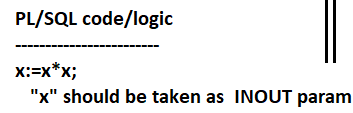 PL/SQL code/logic
------------------------
x:=x*x;
"x" should be taken as INOUT param